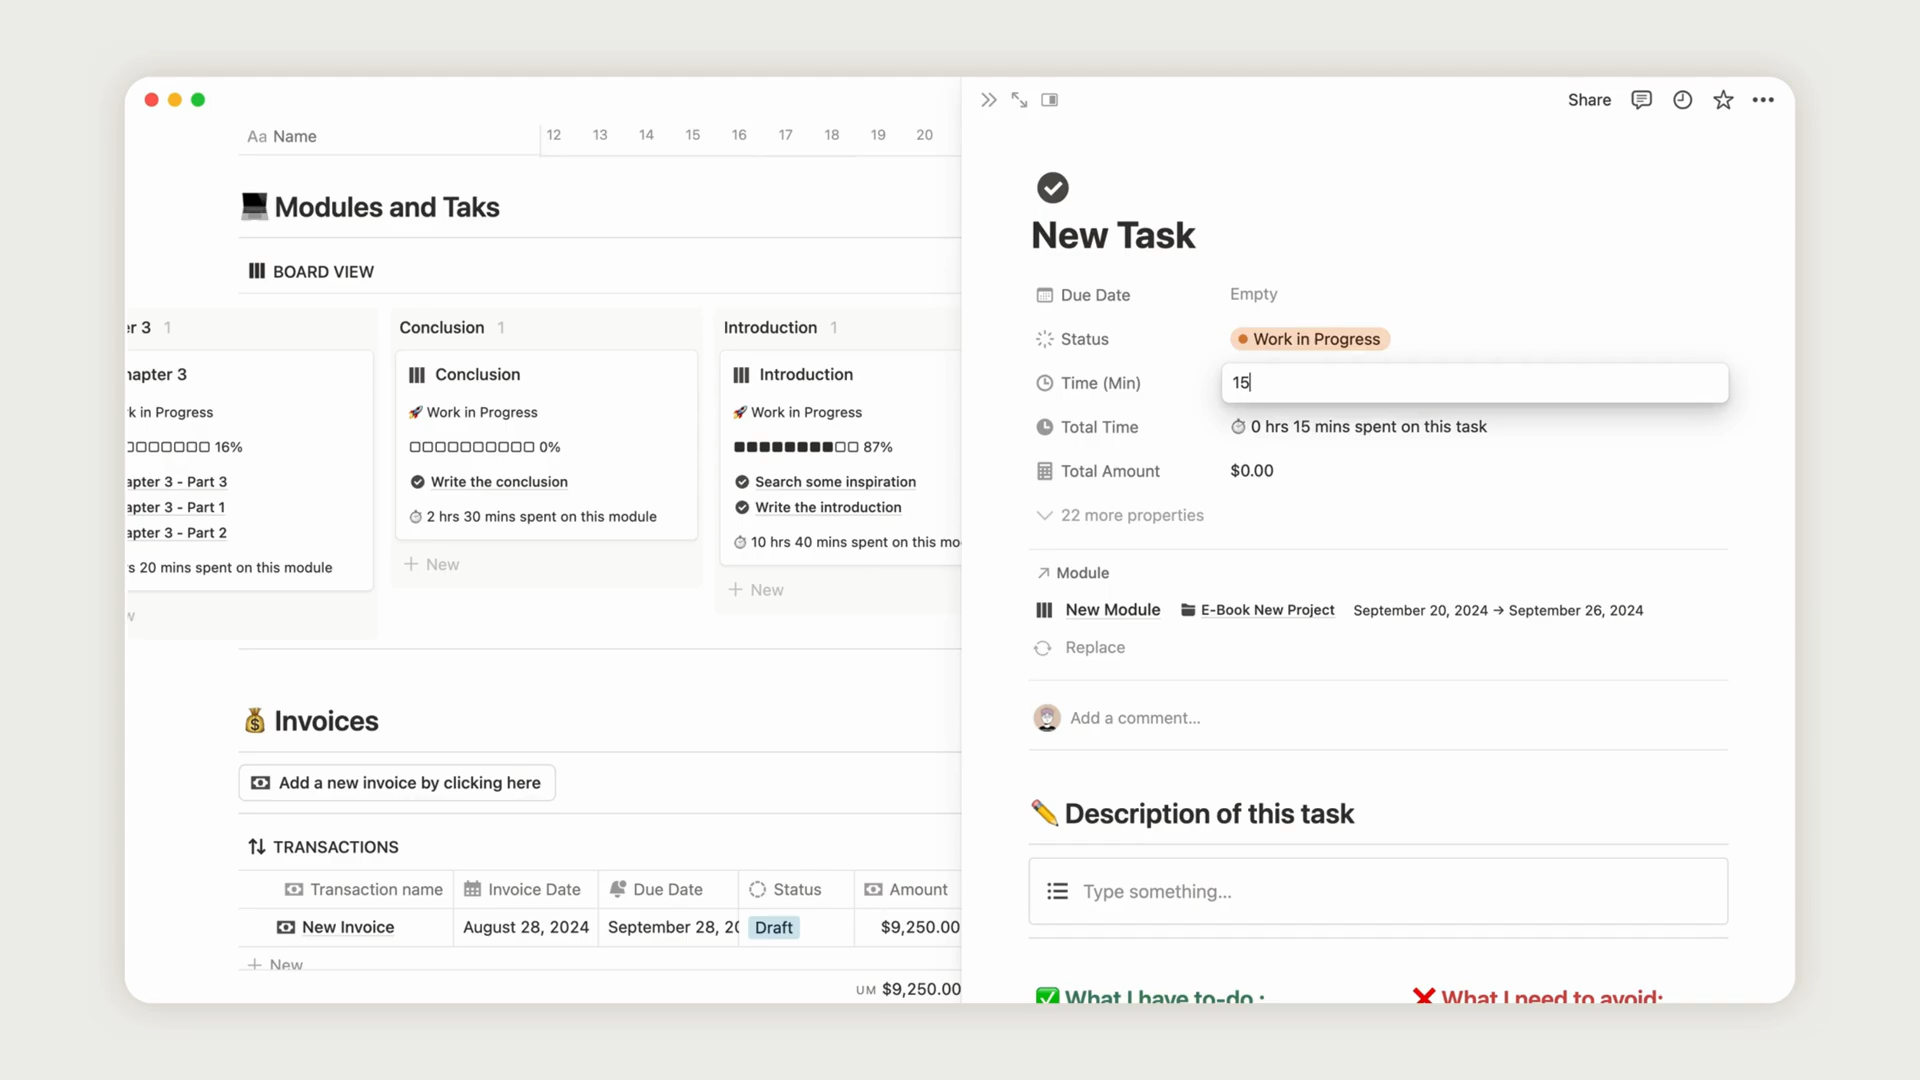 Aa Name
12 13 14 15 16 17 18 19 20
Modules and Taks
BOARD VIEW
er 3 1
hapter 3
k in Progress
16%
apter 3 - Part 3
apter 3 - Part 1
apter 3 - Part 2
s 20 mins spent on this module
w
Conclusion 1
Conclusion
Work in Progress
0%
Write the conclusion
2 hrs 30 mins spent on this module
+ New
Introduction 1
Introduction
Work in Progress
87%
Search some inspiration
Write the introduction
10 hrs 40 mins spent on this mo
+ New
Invoices
Add a new invoice by clicking here
TRANSACTIONS
Transaction name Invoice Date Due Date Status Amount
New Invoice August 28, 2024 September 28, 20 Draft $9,250.00
+ New
UM $9,250.00
Share
New Task
Due Date Empty
Status Work in Progress
Time (Min) 15
Total Time 0 hrs 15 mins spent on this task
Total Amount $0.00
22 more properties
Module
New Module E-Book New Project September 20, 2024 → September 26, 2024
Replace
Add a comment...
Description of this task
Type something...
What I have to-do :
What I need to avoid: